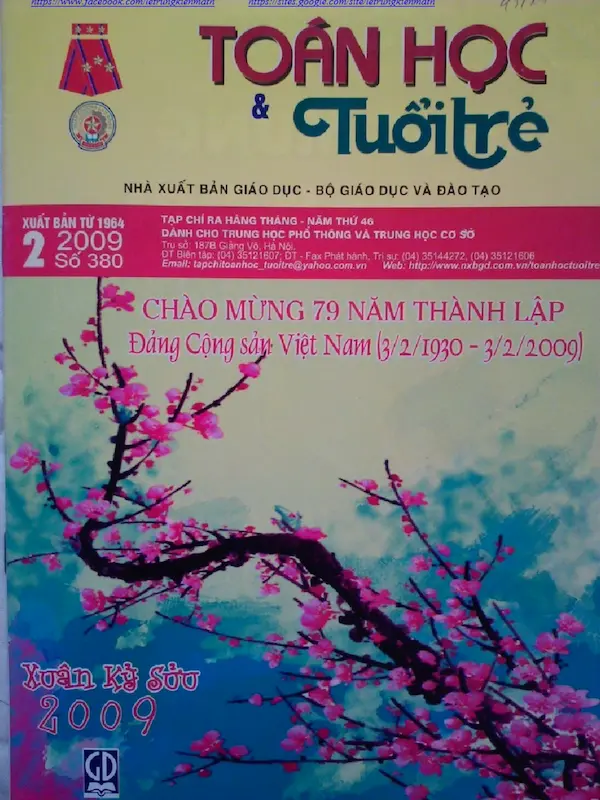 https://www.facebook.com/letrungkienmath
https://sites.google.com/site/letrungkienmath
TOÁN HỌC
& Tuổi trẻ
NHÀ XUẤT BẢN GIÁO DỤC - BỘ GIÁO DỤC VÀ ĐÀO TẠO
XUẤT BẢN TỪ 1964
2 2009
Số 380
TẠP CHÍ RA HÀNG THÁNG - NĂM THỨ 46
DÀNH CHO TRUNG HỌC PHỔ THÔNG VÀ TRUNG HỌC CƠ SỞ
Trụ sở: 187B Giảng Võ, Hà Nội.
ĐT Biên tập: (04) 35121607; ĐT - Fax Phát hành, Trị sự: (04) 35144272, (04) 35121606
Email: tapchitoanhoc_tuoitre@yahoo.com.vn Web: http://www.nxbgd.com.vn/toanhoctuoitre
CHÀO MỪNG 79 NĂM THÀNH LẬP
Đảng Cộng sản Việt Nam (3/2/1930 - 3/2/2009)
Xuân Kỷ Sửu
2009
GD